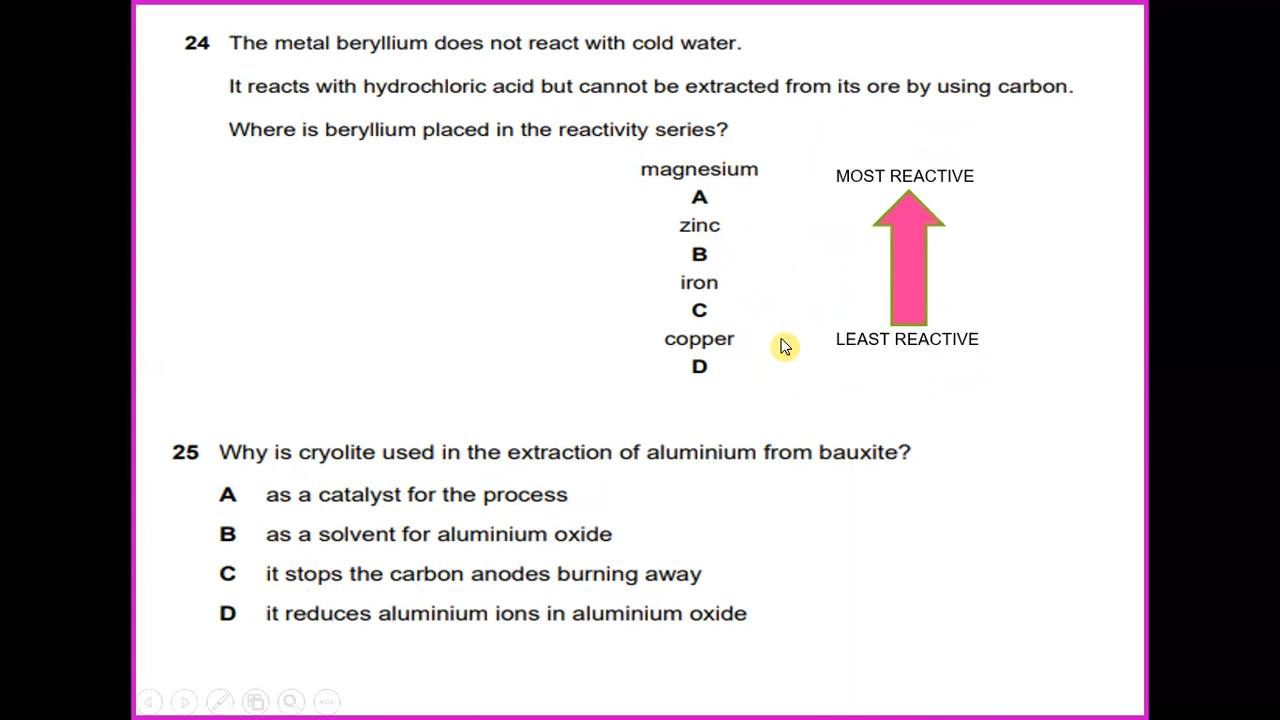 24 The metal beryllium does not react with cold water.
It reacts with hydrochloric acid but cannot be extracted from its ore by using carbon.
Where is beryllium placed in the reactivity series?
magnesium
A
zinc
B
iron
C
copper
D
MOST REACTIVE
LEAST REACTIVE
25 Why is cryolite used in the extraction of aluminium from bauxite?
A as a catalyst for the process
B as a solvent for aluminium oxide
C it stops the carbon anodes burning away
D it reduces aluminium ions in aluminium oxide